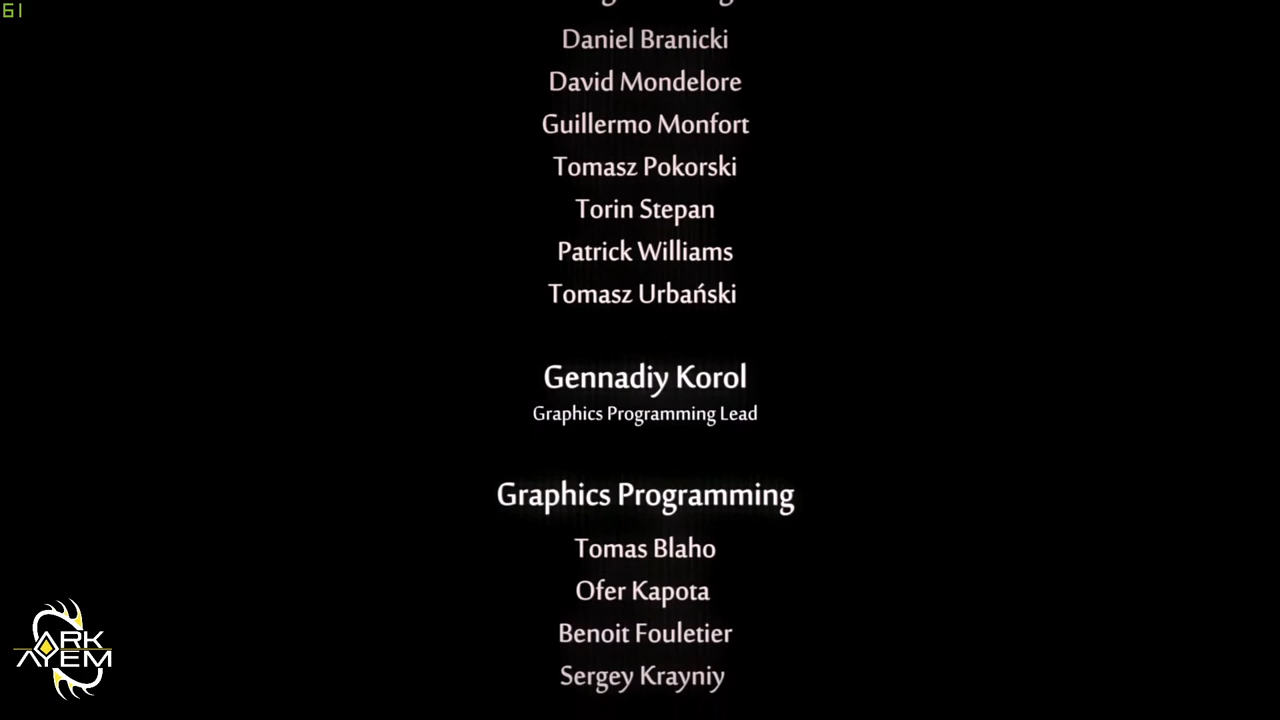 61
Daniel Branicki
David Mondelore
Guillermo Monfort
Tomasz Pokorski
Torin Stepan
Patrick Williams
Tomasz Urbański
Gennadiy Korol
Graphics Programming Lead
Graphics Programming
Tomas Blaho
Ofer Kapota
Benoit Fouletier
Sergey Krayniy
ARK
AYEM